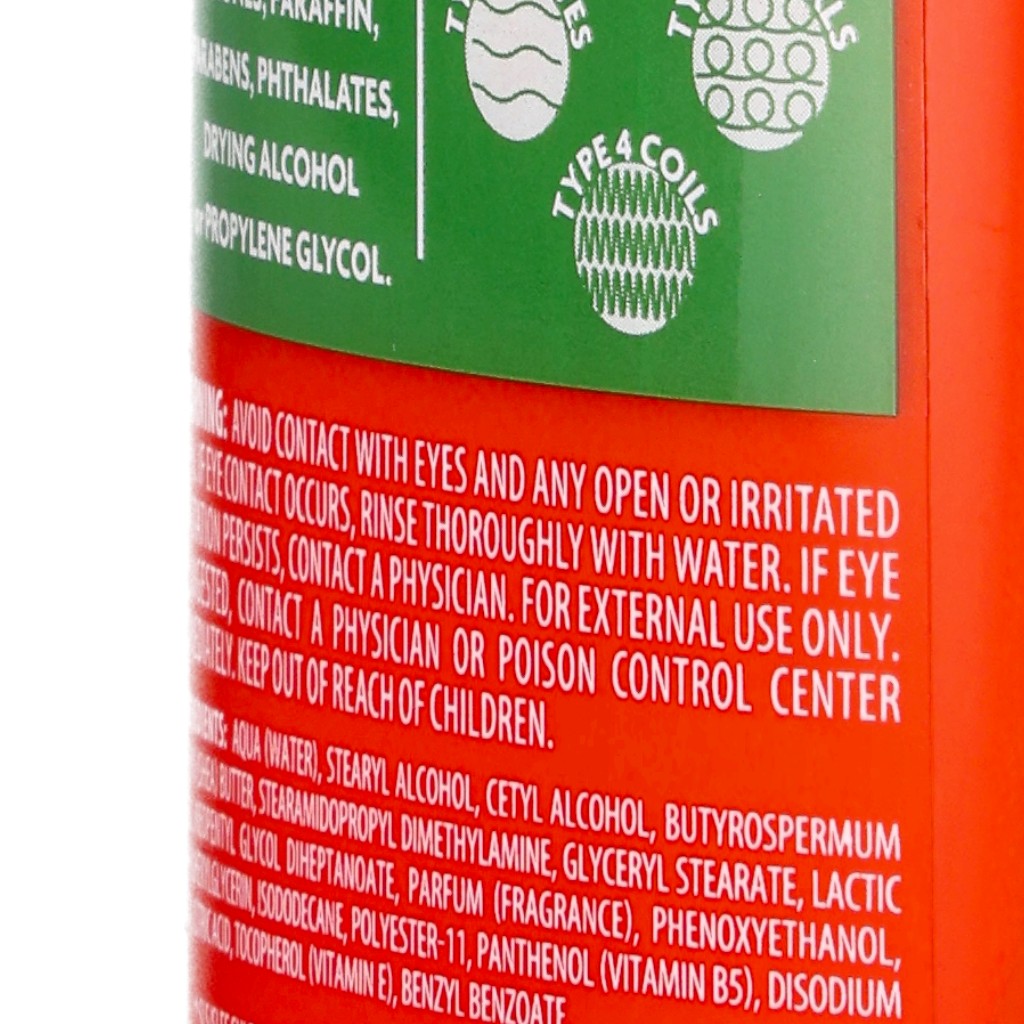 PARAFFIN,
PHTHALATES,
DRYING ALCOHOL
PROPYLENE GLYCOL.
TYPE 4 COILS
AVOID CONTACT WITH EYES AND ANY OPEN OR IRRITATED
EYE CONTACT OCCURS, RINSE THOROUGHLY WITH WATER. IF EYE
PERSISTS, CONTACT A PHYSICIAN. FOR EXTERNAL USE ONLY.
CONTACT A PHYSICIAN OR POISON CONTROL CENTER
KEEP OUT OF REACH OF CHILDREN.
AQUA (WATER), STEARYL ALCOHOL, CETYL ALCOHOL, BUTYROSPERMUM
BUTTER, STEARAMIDOPROPYL DIMETHYLAMINE, GLYCERYL STEARATE, LACTIC
GLYCOL DIHEPTANOATE, PARFUM (FRAGRANCE), PHENOXYETHANOL,
ISODODECANE, POLYESTER-11, PANTHENOL (VITAMIN B5), DISODIUM
ACID, TOCOPHEROL (VITAMIN E), BENZYL BENZOATE